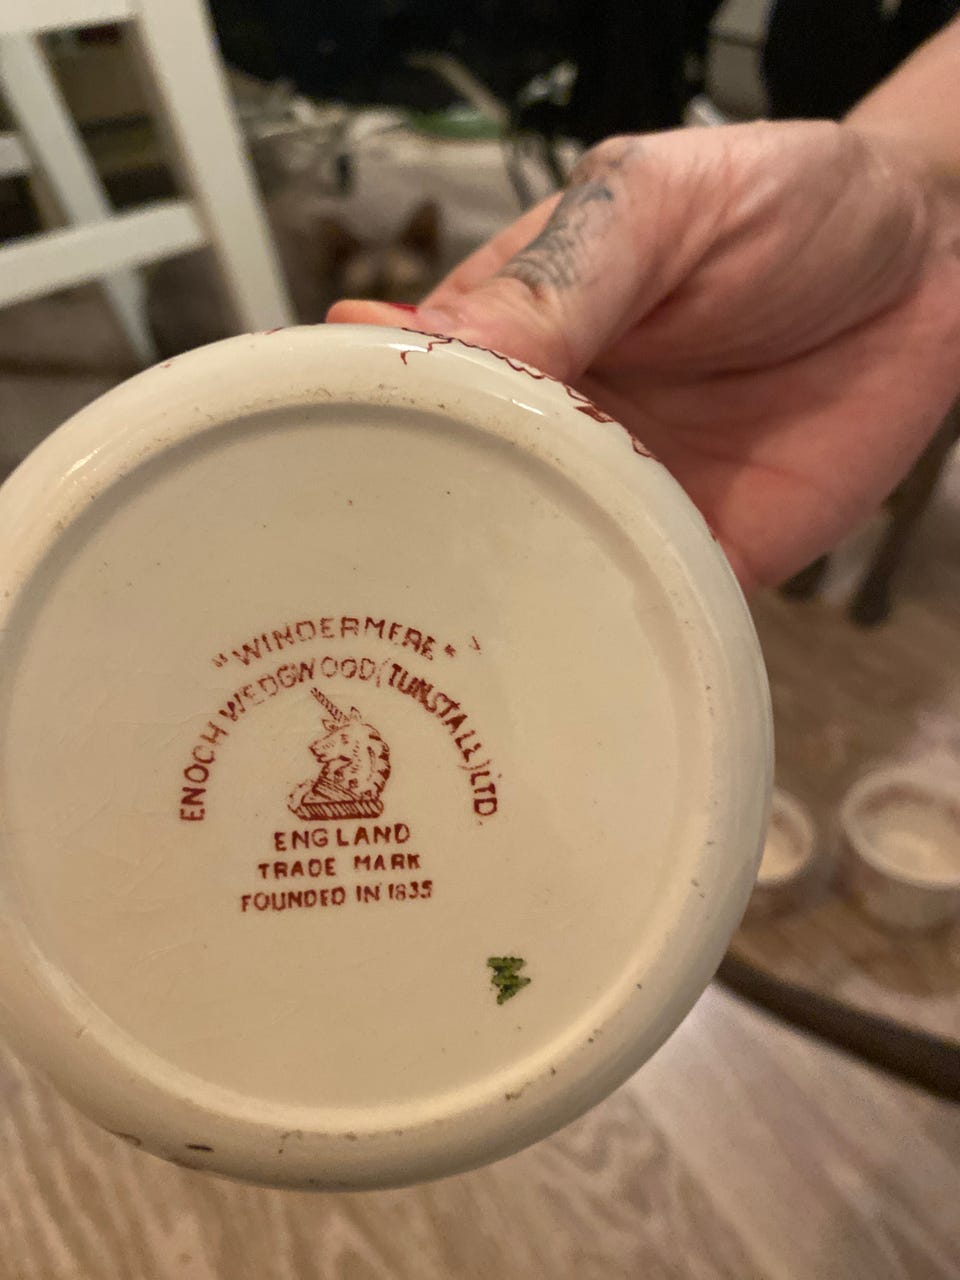 "WINDERMERE"
ENOCH WEDGWOOD (TUNSTALL) LTD.
ENGLAND
TRADE MARK
FOUNDED IN 1835